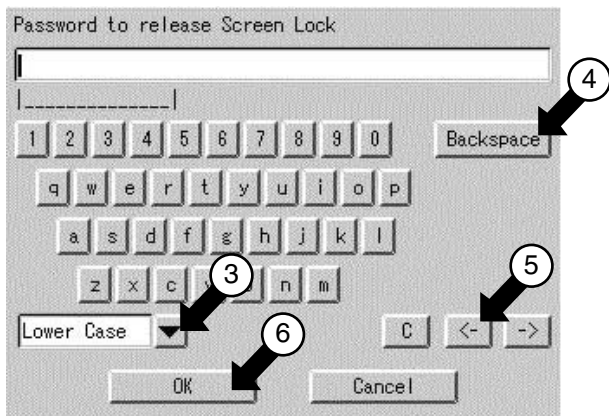 Password to release Screen Lock
|______________|
4
1 2 3 4 5 6 7 8 9 0 Backspace
q w e r t y u i o p
a s d f g h j k l
z x c v n m
3
5
Lower Case C <- ->
6
OK Cancel